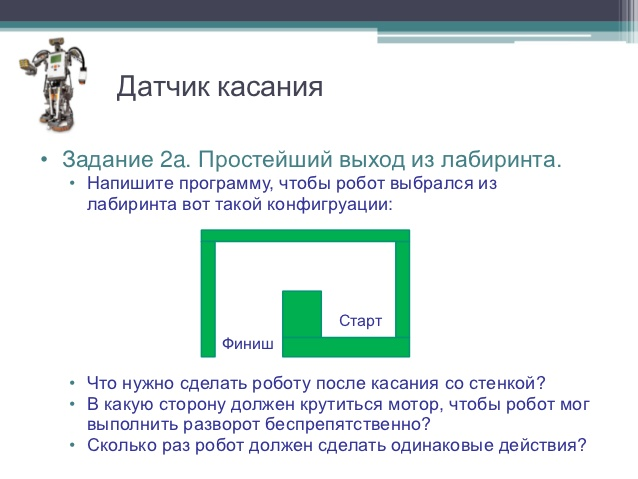 Датчик касания
• Задание 2а. Простейший выход из лабиринта.
• Напишите программу, чтобы робот выбрался из
лабиринта вот такой конфигруации:
Старт
Финиш
• Что нужно сделать роботу после касания со стенкой?
• В какую сторону должен крутиться мотор, чтобы робот мог
выполнить разворот беспрепятственно?
• Сколько раз робот должен сделать одинаковые действия?